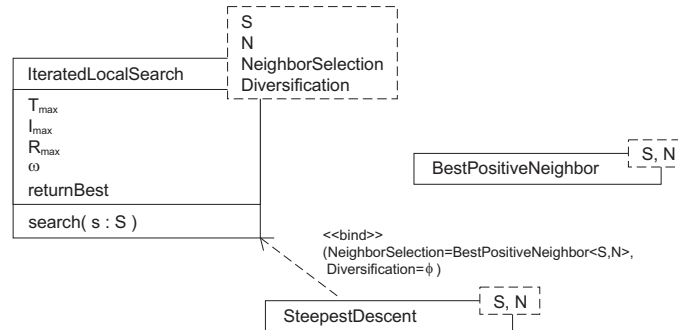 S
N
NeighborSelection
Diversification
IteratedLocalSearch
Tmax
Imax
Rmax
ω
returnBest
search( s : S )
S, N
BestPositiveNeighbor
<<bind>>
(NeighborSelection=BestPositiveNeighbor<S,N>,
Diversification=ϕ )
S, N
SteepestDescent